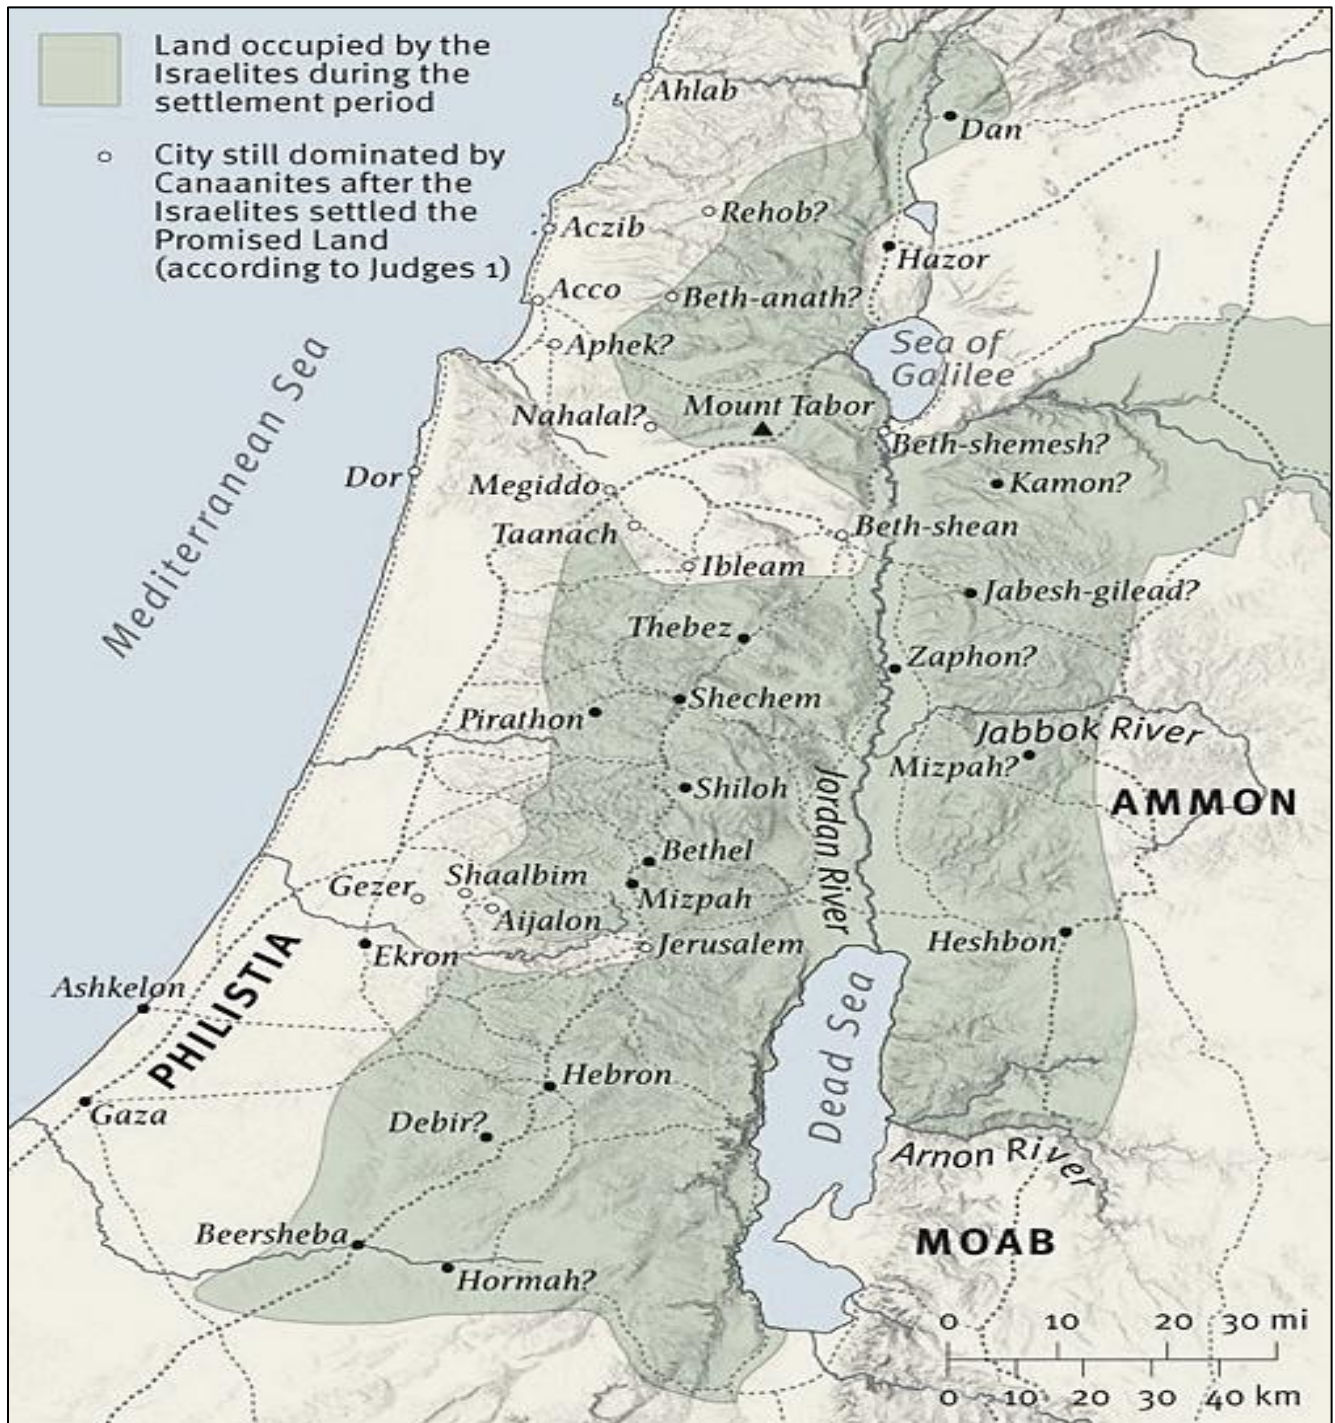 Land occupied by the
Israelites during the
settlement period
City still dominated by
Canaanites after the
Israelites settled the
Promised Land
(according to Judges 1)
Ahlab
Dan
Rehob?
Aczib
Hazor
Acco
Beth-anath?
Aphek?
Sea of
Galilee
Mediterranean Sea
Nahalal?
Mount Tabor
Beth-shemesh?
Dor
Megiddo
Kamon?
Taanach
Beth-shean
Ibleam
Jabesh-gilead?
Thebez
Zaphon?
Shechem
Pirathon
Jabbok River
Mizpah?
Shiloh
AMMON
Jordan River
Bethel
Gezer
Shaalbim
Mizpah
Aijalon
Jerusalem
Heshbon
Ekron
Ashkelon
PHILISTIA
Dead Sea
Hebron
Gaza
Debir?
Arnon River
Beersheba
MOAB
Hormah?
0 10 20 30 mi
0 10 20 30 40 km